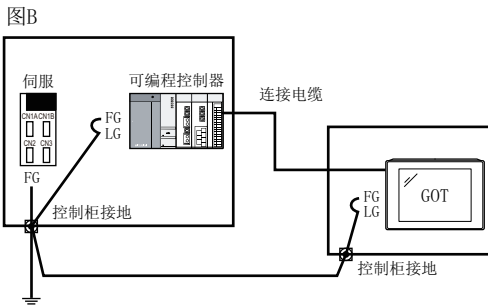 图B
伺服
CN1A CN1B
CN2 CN3
FG
可编程控制器
FG
LG
连接电缆
控制柜接地
GOT
FG
LG
控制柜接地